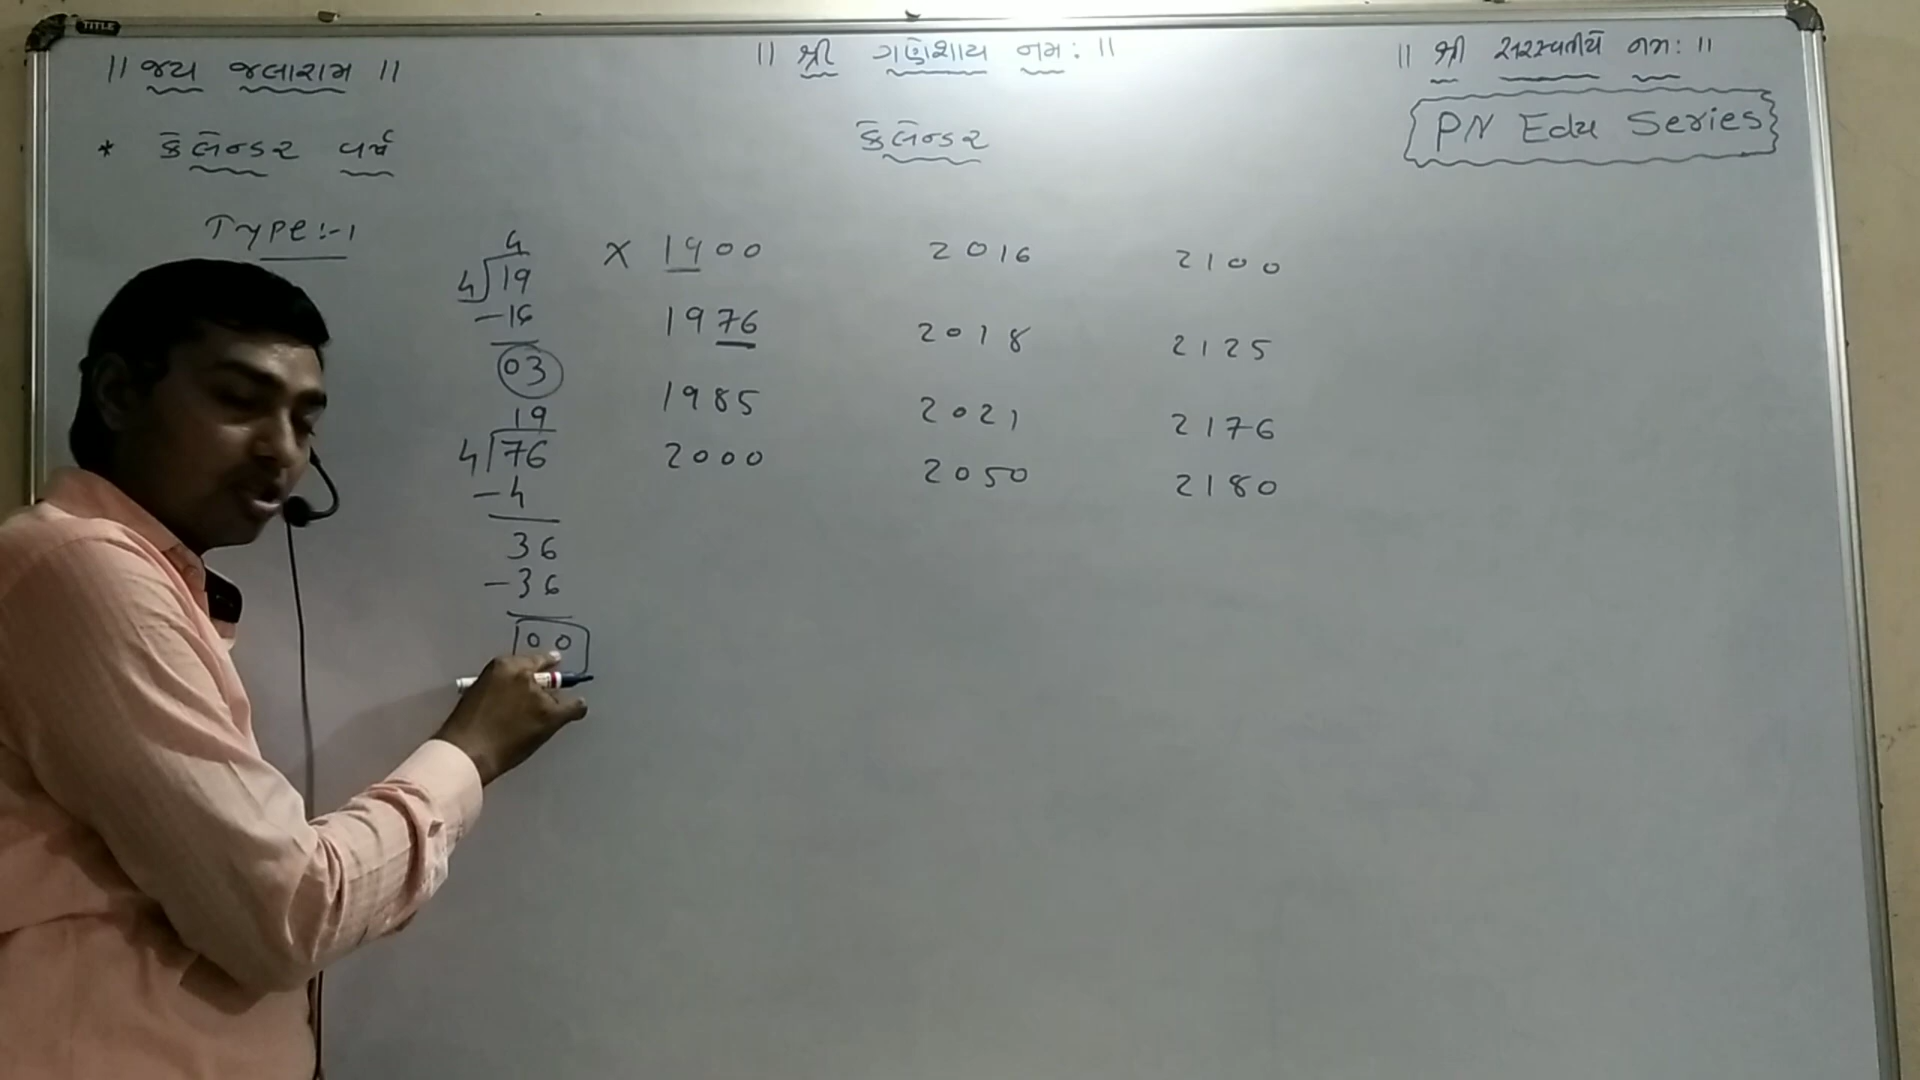 TITLE
|| જય જલારામ ||
|| શ્રી ગણેશાય નમઃ ||
|| શ્રી સરસ્વતીયૈ નમઃ ||
PN Edu Series
* કેલેન્ડર વર્ષ
કેલેન્ડર
Type:-1
4
4)19
-16
03
19
4)76
-4
36
-36
00
X 1900
1976
1985
2000
2016
2018
2021
2050
2100
2125
2176
2180